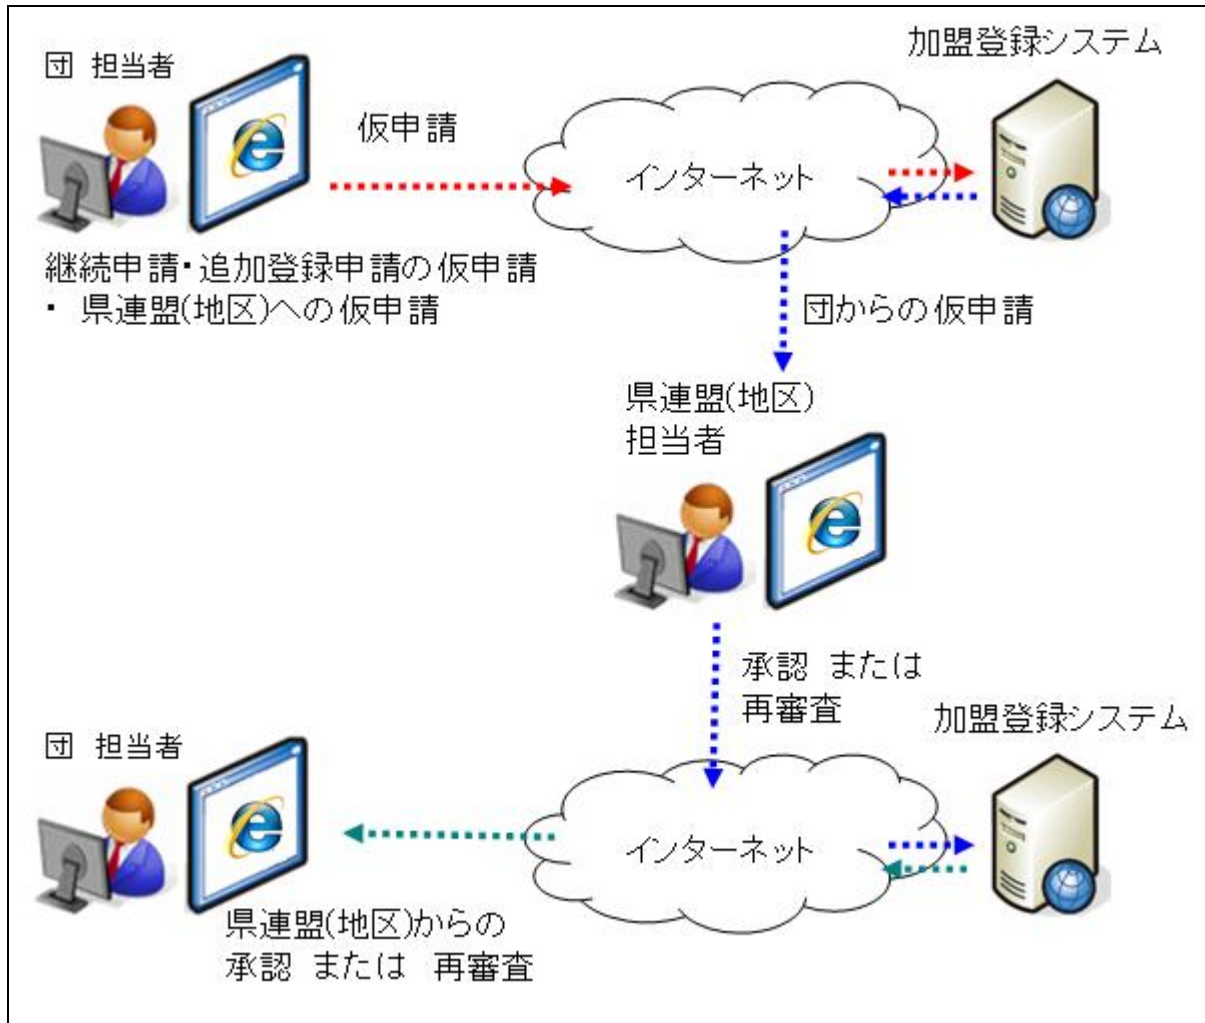 団 担当者
加盟登録システム
仮申請
インターネット
継続申請・追加登録申請の仮申請
・ 県連盟(地区)への仮申請
団からの仮申請
県連盟(地区)
担当者
承認 または
再審査
加盟登録システム
団 担当者
インターネット
県連盟(地区)からの
承認 または 再審査